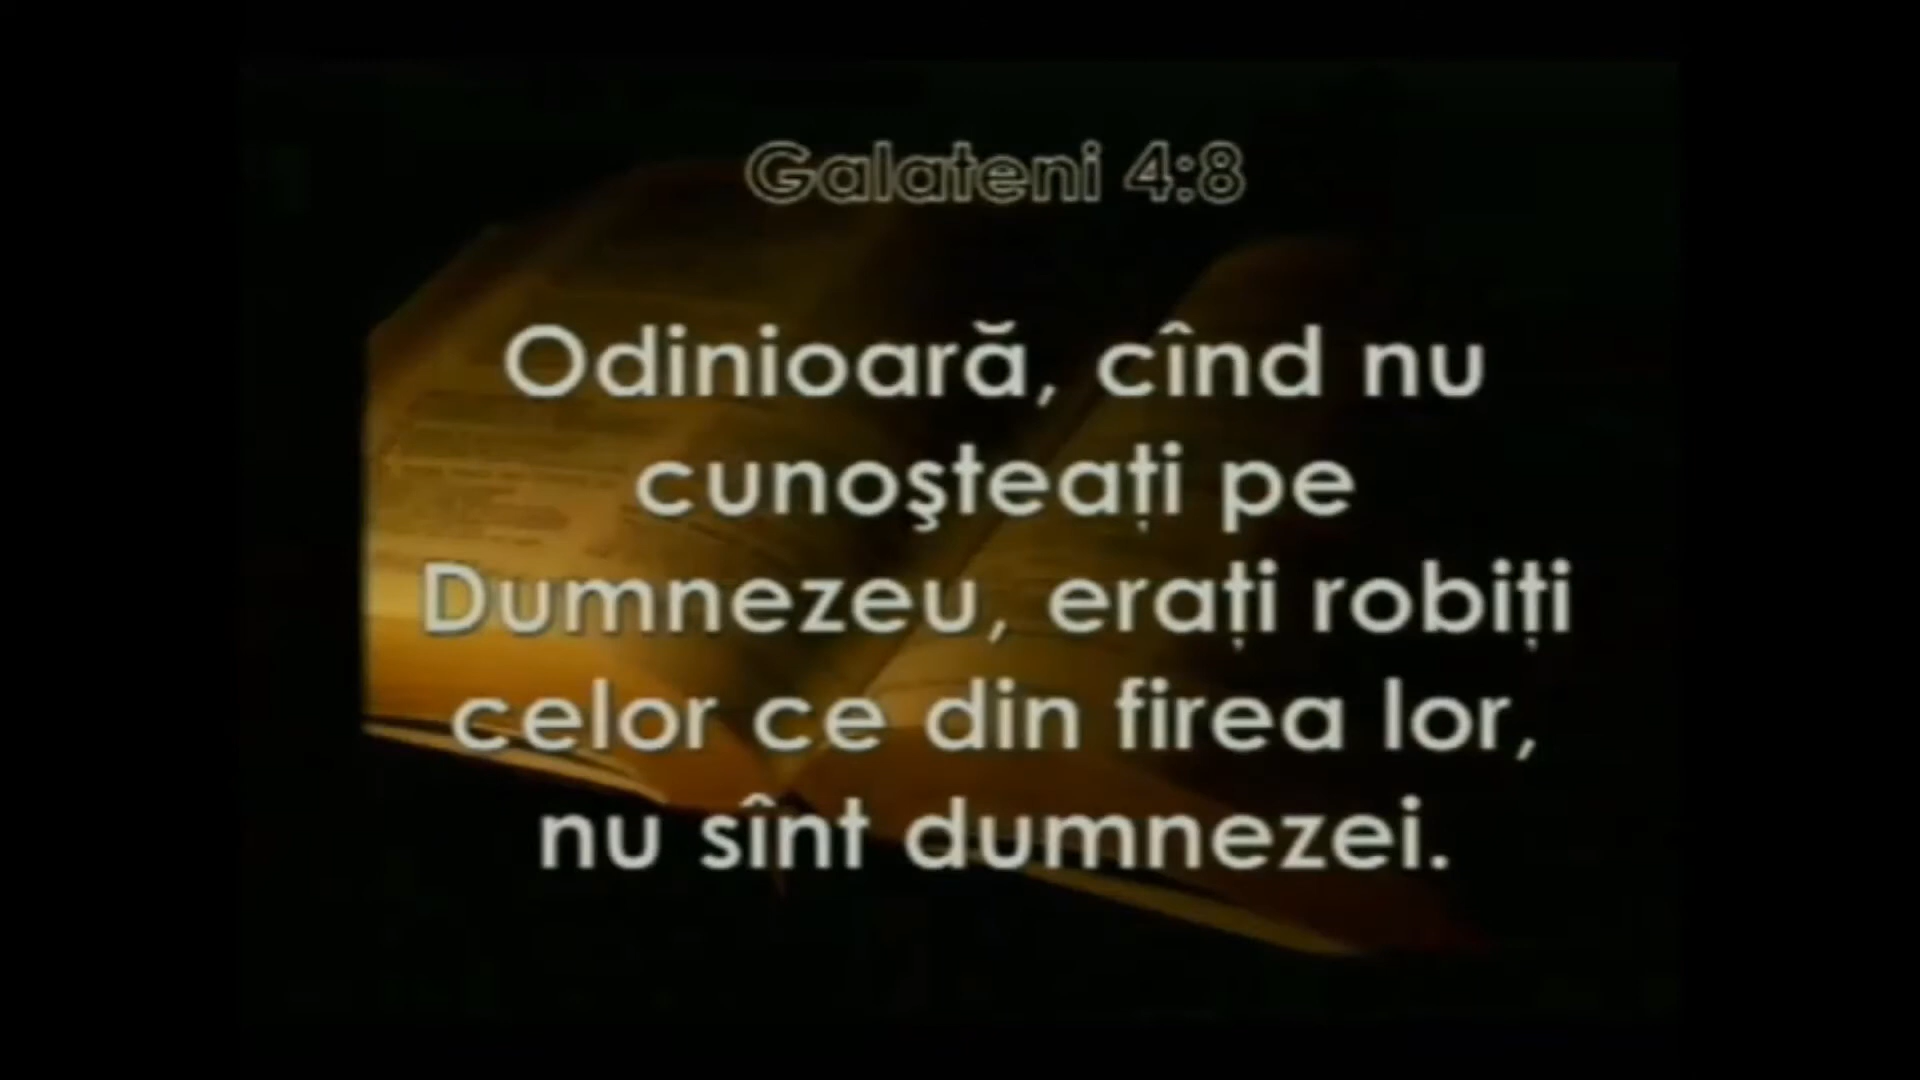 Galateni 4:8
Odinioară, cînd nu
cunoşteați pe
Dumnezeu, erați robiți
celor ce din firea lor,
nu sînt dumnezei.